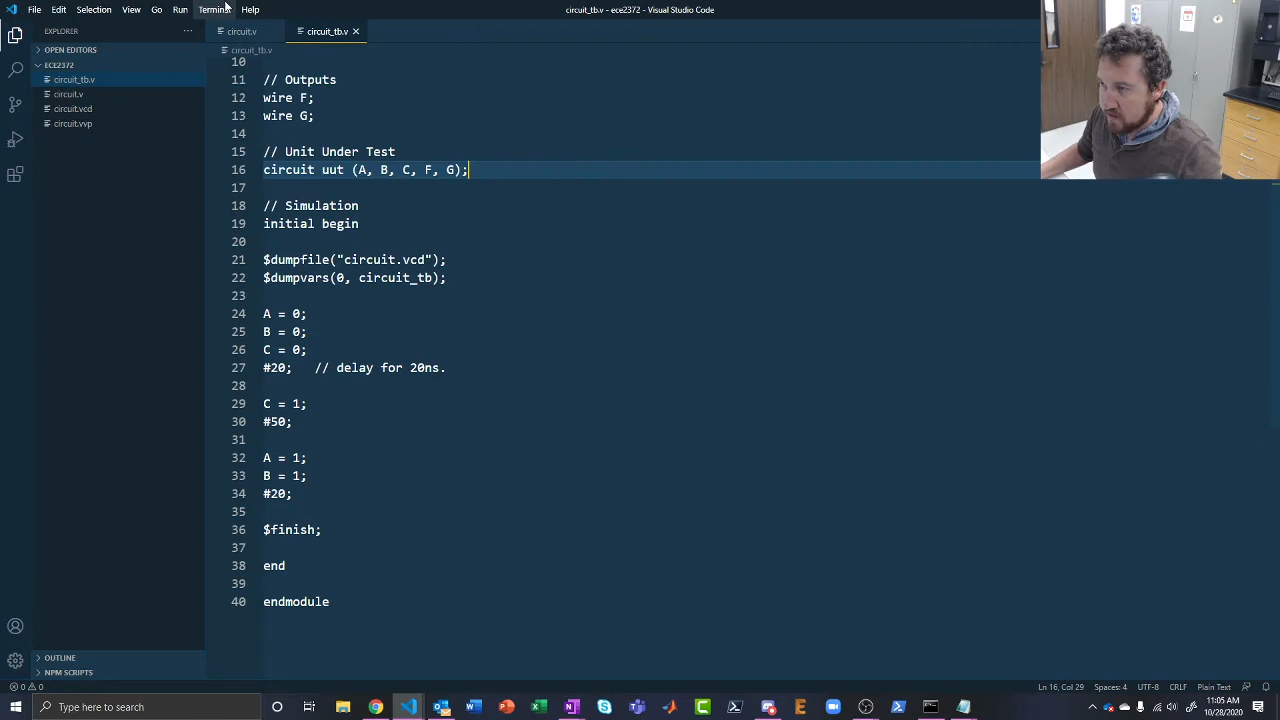 File Edit Selection View Go Run Terminal Help
circuit_tb.v - ece2372 - Visual Studio Code
EXPLORER ···
circuit.v
circuit_tb.v
OPEN EDITORS
circuit_tb.v
ECE2372
circuit_tb.v
circuit.v
circuit.vcd
circuit.vvp
10
11 // Outputs
12 wire F;
13 wire G;
14
15 // Unit Under Test
16 circuit uut (A, B, C, F, G);
17
18 // Simulation
19 initial begin
20
21 $dumpfile("circuit.vcd");
22 $dumpvars(0, circuit_tb);
23
24 A = 0;
25 B = 0;
26 C = 0;
27 #20; // delay for 20ns.
28
29 C = 1;
30 #50;
31
32 A = 1;
33 B = 1;
34 #20;
35
36 $finish;
37
38 end
39
40 endmodule
OUTLINE
NPM SCRIPTS
0 0
Ln 16, Col 29 Spaces: 4 UTF-8 CRLF Plain Text
Type here to search
11:05 AM
10/28/2020